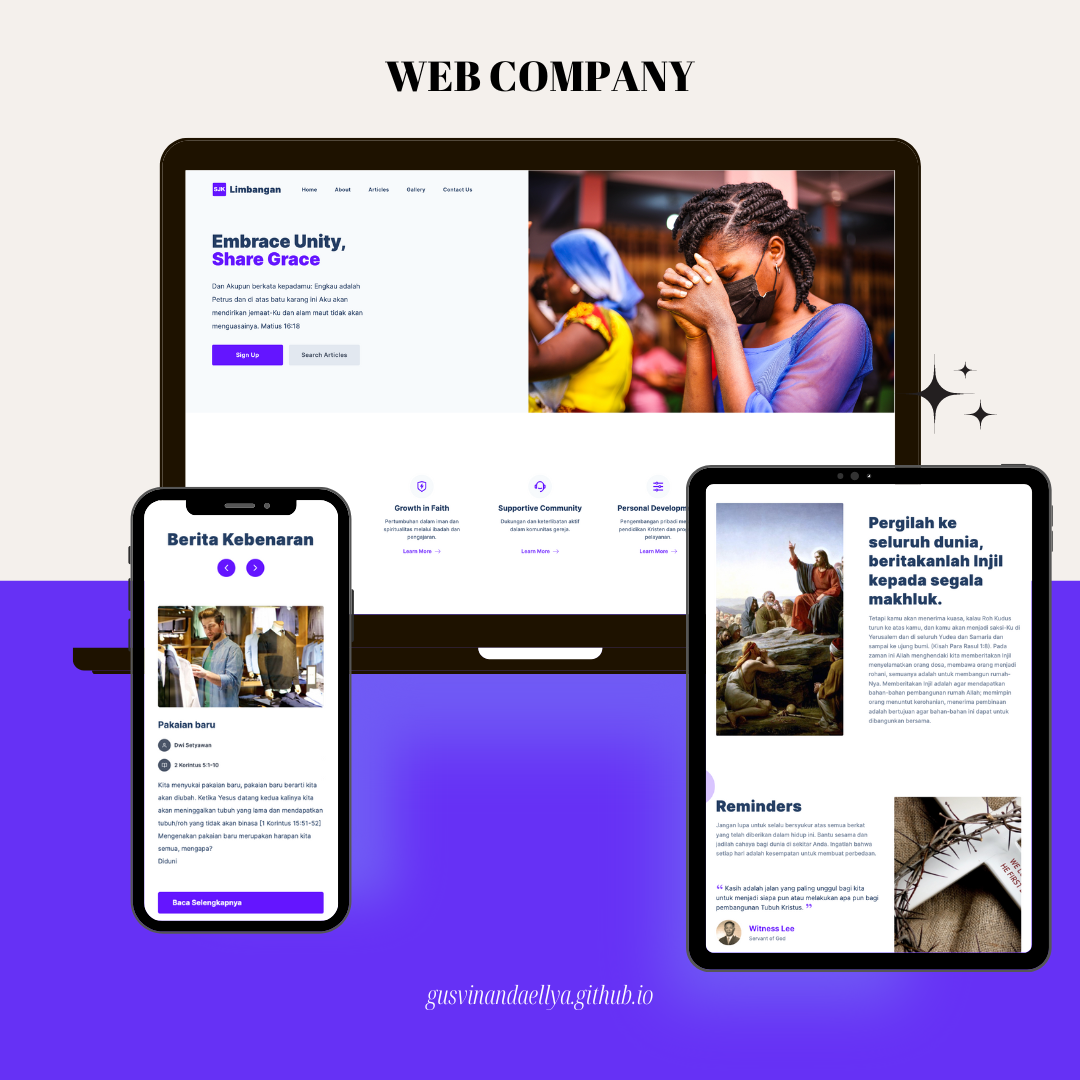 WEB COMPANY
SJK Limbangan Home About Articles Gallery Contact Us
Embrace Unity,
Share Grace
Dan Akupun berkata kepadamu: Engkau adalah
Petrus dan di atas batu karang ini Aku akan
mendirikan jemaat-Ku dan alam maut tidak akan
menguasainya. Matius 16:18
Sign Up Search Articles
Growth in Faith
Pertumbuhan dalam iman dan
spiritualitas melalui ibadah dan
pengajaran.
Learn More →
Supportive Community
Dukungan dan keterlibatan aktif
dalam komunitas gereja.
Learn More →
Personal Developm
Pengembangan pribadi me
pendidikan Kristen dan pro
pelayanan.
Learn More →
Berita Kebenaran
Pakaian baru
Dwi Setyawan
2 Korintus 5:1-10
Kita menyukai pakaian baru, pakaian baru berarti kita
akan diubah. Ketika Yesus datang kedua kalinya kita
akan meninggalkan tubuh yang lama dan mendapatkan
tubuh/roh yang tidak akan binasa [1 Korintus 15:51-52]
Mengenakan pakaian baru merupakan harapan kita
semua, mengapa?
Diduni
Baca Selengkapnya
Pergilah ke
seluruh dunia,
beritakanlah Injil
kepada segala
makhluk.
Tetapi kamu akan menerima kuasa, kalau Roh Kudus
turun ke atas kamu, dan kamu akan menjadi saksi-Ku di
Yerusalem dan di seluruh Yudea dan Samaria dan
sampai ke ujung bumi. (Kisah Para Rasul 1:8). Pada
zaman ini Allah menghendaki kita memberitakan Injil
menyelamatkan orang dosa, membawa orang menjadi
rohani, semuanya adalah untuk membangun rumah-
Nya. Memberitakan Injil adalah agar mendapatkan
bahan-bahan pembangunan rumah Allah; memimpin
orang menuntut kerohanian, menerima pembinaan
adalah bertujuan agar bahan-bahan ini dapat untuk
dibangunkan bersama.
Reminders
Jangan lupa untuk selalu bersyukur atas semua berkat
yang telah diberikan dalam hidup ini. Bantu sesama dan
jadilah cahaya bagi dunia di sekitar Anda. Ingatlah bahwa
setiap hari adalah kesempatan untuk membuat perbedaan.
“ Kasih adalah jalan yang paling unggul bagi kita
untuk menjadi siapa pun atau melakukan apa pun bagi
pembangunan Tubuh Kristus. ”
Witness Lee
Servant of God
gusvinandaellya.github.io